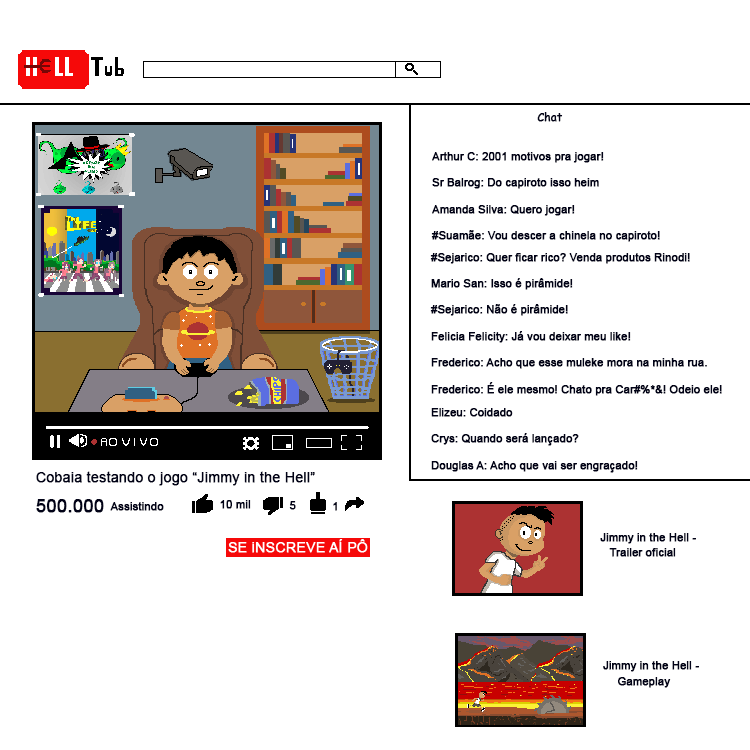 HeLL Tub
LIFE
CHIPS
AO VIVO
Cobaia testando o jogo “Jimmy in the Hell”
500.000 Assistindo 10 mil 5 1
SE INSCREVE AÍ PÔ
Chat
Arthur C: 2001 motivos pra jogar!
Sr Balrog: Do capiroto isso heim
Amanda Silva: Quero jogar!
#Suamãe: Vou descer a chinela no capiroto!
#Sejarico: Quer ficar rico? Venda produtos Rinodi!
Mario San: Isso é pirâmide!
#Sejarico: Não é pirâmide!
Felicia Felicity: Já vou deixar meu like!
Frederico: Acho que esse muleke mora na minha rua.
Frederico: É ele mesmo! Chato pra Car#%*&! Odeio ele!
Elizeu: Coidado
Crys: Quando será lançado?
Douglas A: Acho que vai ser engraçado!
Jimmy in the Hell -
Trailer oficial
Jimmy in the Hell -
Gameplay